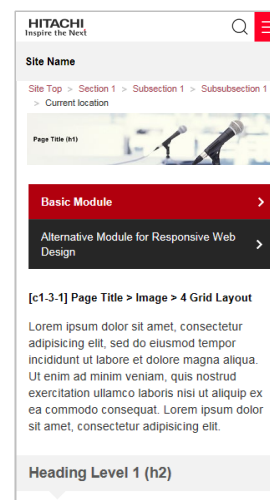 HITACHI
Inspire the Next
Site Name
Site Top > Section 1 > Subsection 1 > Subsubsection 1
> Current location
Page Title (h1)
Basic Module
Alternative Module for Responsive Web
Design
[c1-3-1] Page Title > Image > 4 Grid Layout
Lorem ipsum dolor sit amet, consectetur
adipisicing elit, sed do eiusmod tempor
incididunt ut labore et dolore magna aliqua.
Ut enim ad minim veniam, quis nostrud
exercitation ullamco laboris nisi ut aliquip ex
ea commodo consequat. Lorem ipsum dolor
sit amet, consectetur adipisicing elit.
Heading Level 1 (h2)